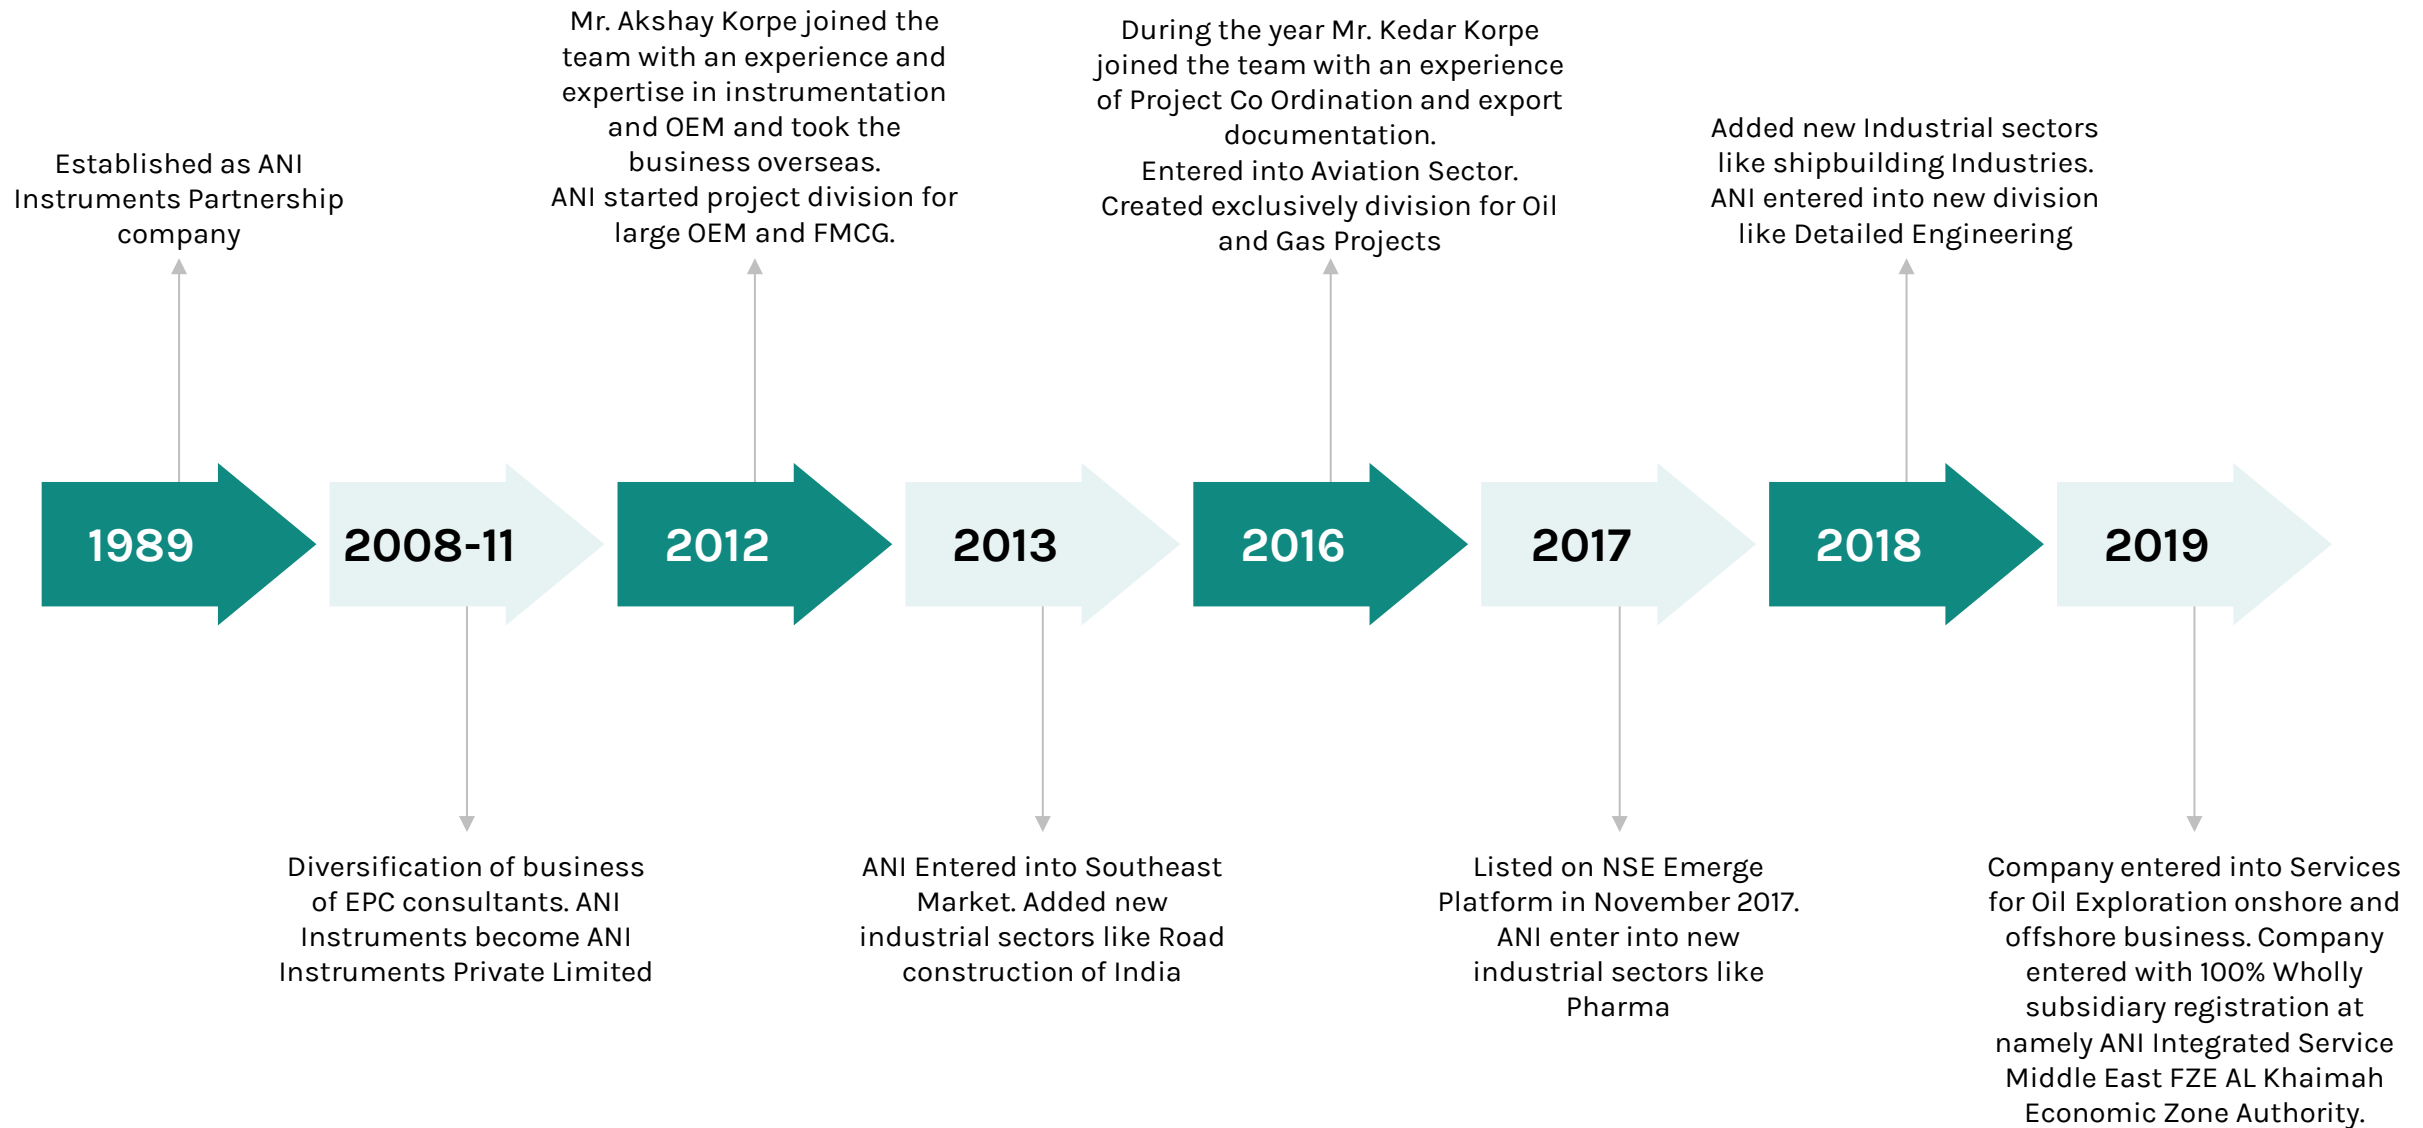 Established as ANI
Instruments Partnership
company
Mr. Akshay Korpe joined the
team with an experience and
expertise in instrumentation
and OEM and took the
business overseas.
ANI started project division for
large OEM and FMCG.
During the year Mr. Kedar Korpe
joined the team with an experience
of Project Co Ordination and export
documentation.
Entered into Aviation Sector.
Created exclusively division for Oil
and Gas Projects
Added new Industrial sectors
like shipbuilding Industries.
ANI entered into new division
like Detailed Engineering
1989
2008-11
2012
2013
2016
2017
2018
2019
Diversification of business
of EPC consultants. ANI
Instruments become ANI
Instruments Private Limited
ANI Entered into Southeast
Market. Added new
industrial sectors like Road
construction of India
Listed on NSE Emerge
Platform in November 2017.
ANI enter into new
industrial sectors like
Pharma
Company entered into Services
for Oil Exploration onshore and
offshore business. Company
entered with 100% Wholly
subsidiary registration at
namely ANI Integrated Service
Middle East FZE AL Khaimah
Economic Zone Authority.